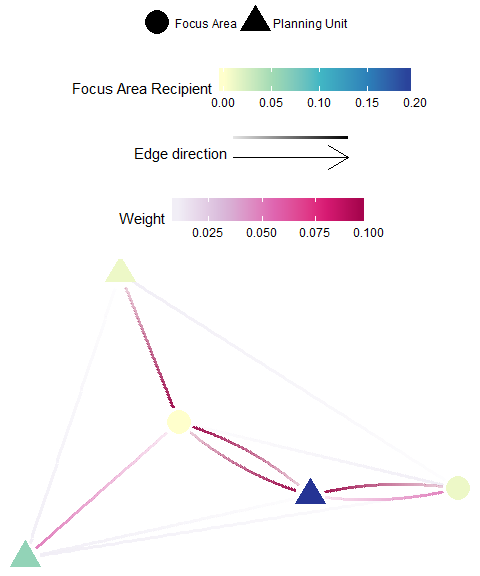 Focus Area Planning Unit
Focus Area Recipient
0.00 0.05 0.10 0.15 0.20
Edge direction
Weight
0.025 0.050 0.075 0.100